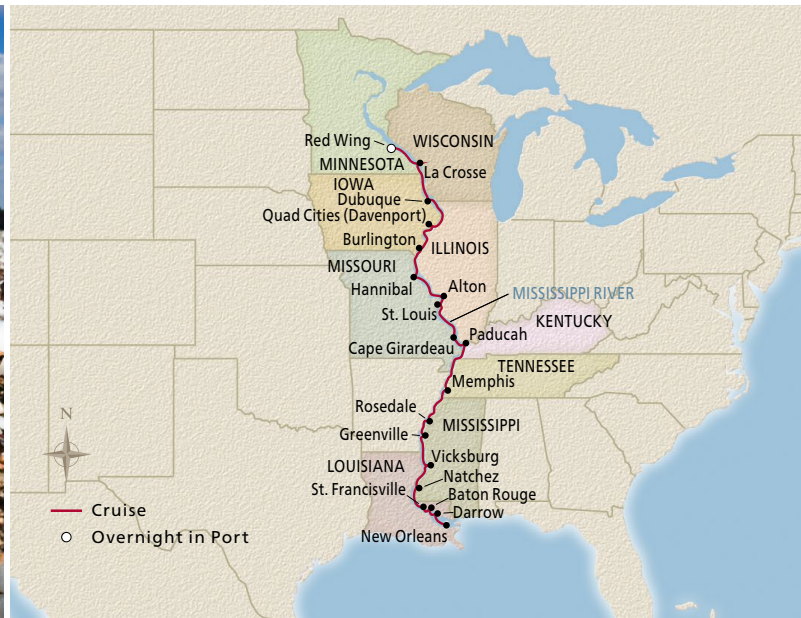 Red Wing
WISCONSIN
MINNESOTA
La Crosse
IOWA
Dubuque
Quad Cities (Davenport)
Burlington
ILLINOIS
MISSOURI
Hannibal
Alton
MISSISSIPPI RIVER
St. Louis
KENTUCKY
Paducah
Cape Girardeau
TENNESSEE
Memphis
Rosedale
MISSISSIPPI
Greenville
N
Vicksburg
LOUISIANA
Natchez
St. Francisville
Baton Rouge
Darrow
New Orleans
Cruise
Overnight in Port